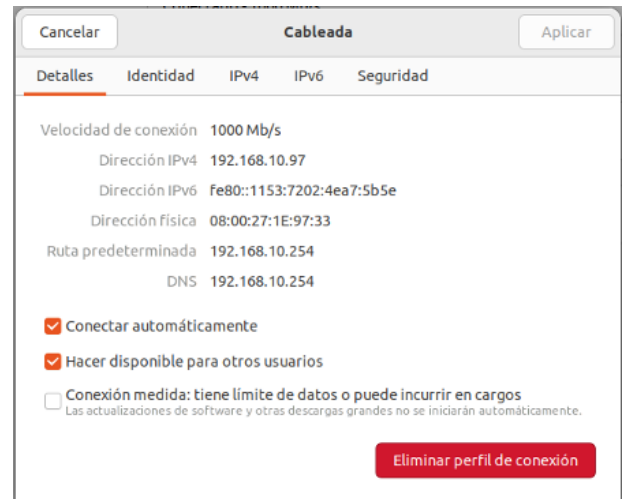 Cancelar Cableada Aplicar
Detalles Identidad IPv4 IPv6 Seguridad
Velocidad de conexión 1000 Mb/s
Dirección IPv4 192.168.10.97
Dirección IPv6 fe80::1153:7202:4ea7:5b5e
Dirección física 08:00:27:1E:97:33
Ruta predeterminada 192.168.10.254
DNS 192.168.10.254
Conectar automáticamente
Hacer disponible para otros usuarios
Conexión medida: tiene límite de datos o puede incurrir en cargos
Las actualizaciones de software y otras descargas grandes no se iniciarán automáticamente.
Eliminar perfil de conexión